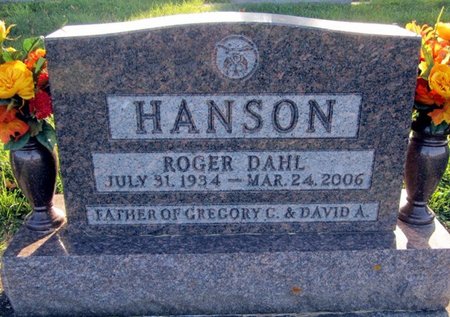 HANSON
ROGER DAHL
JULY 31, 1934 — MAR. 24, 2006
FATHER OF GREGORY C. & DAVID A.